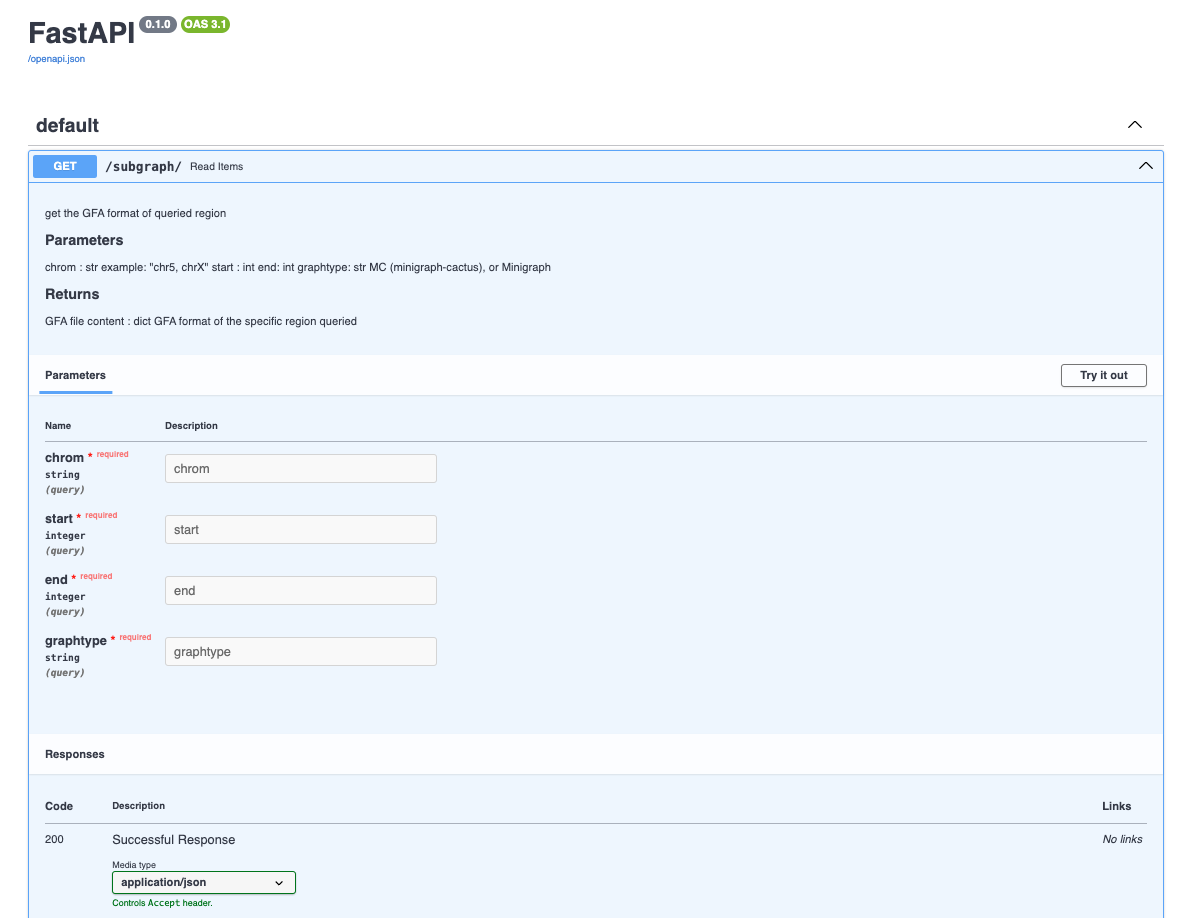 FastAPI 0.1.0 OAS 3.1
/openapi.json
default
GET /subgraph/ Read Items
get the GFA format of queried region
Parameters
chrom : str example: "chr5, chrX" start : int end: int graphtype: str MC (minigraph-cactus), or Minigraph
Returns
GFA file content : dict GFA format of the specific region queried
Parameters Try it out
Name Description
chrom * required
string
(query)
chrom
start * required
integer
(query)
start
end * required
integer
(query)
end
graphtype * required
string
(query)
graphtype
Responses
Code Description Links
200 Successful Response No links
Media type
application/json
Controls Accept header.